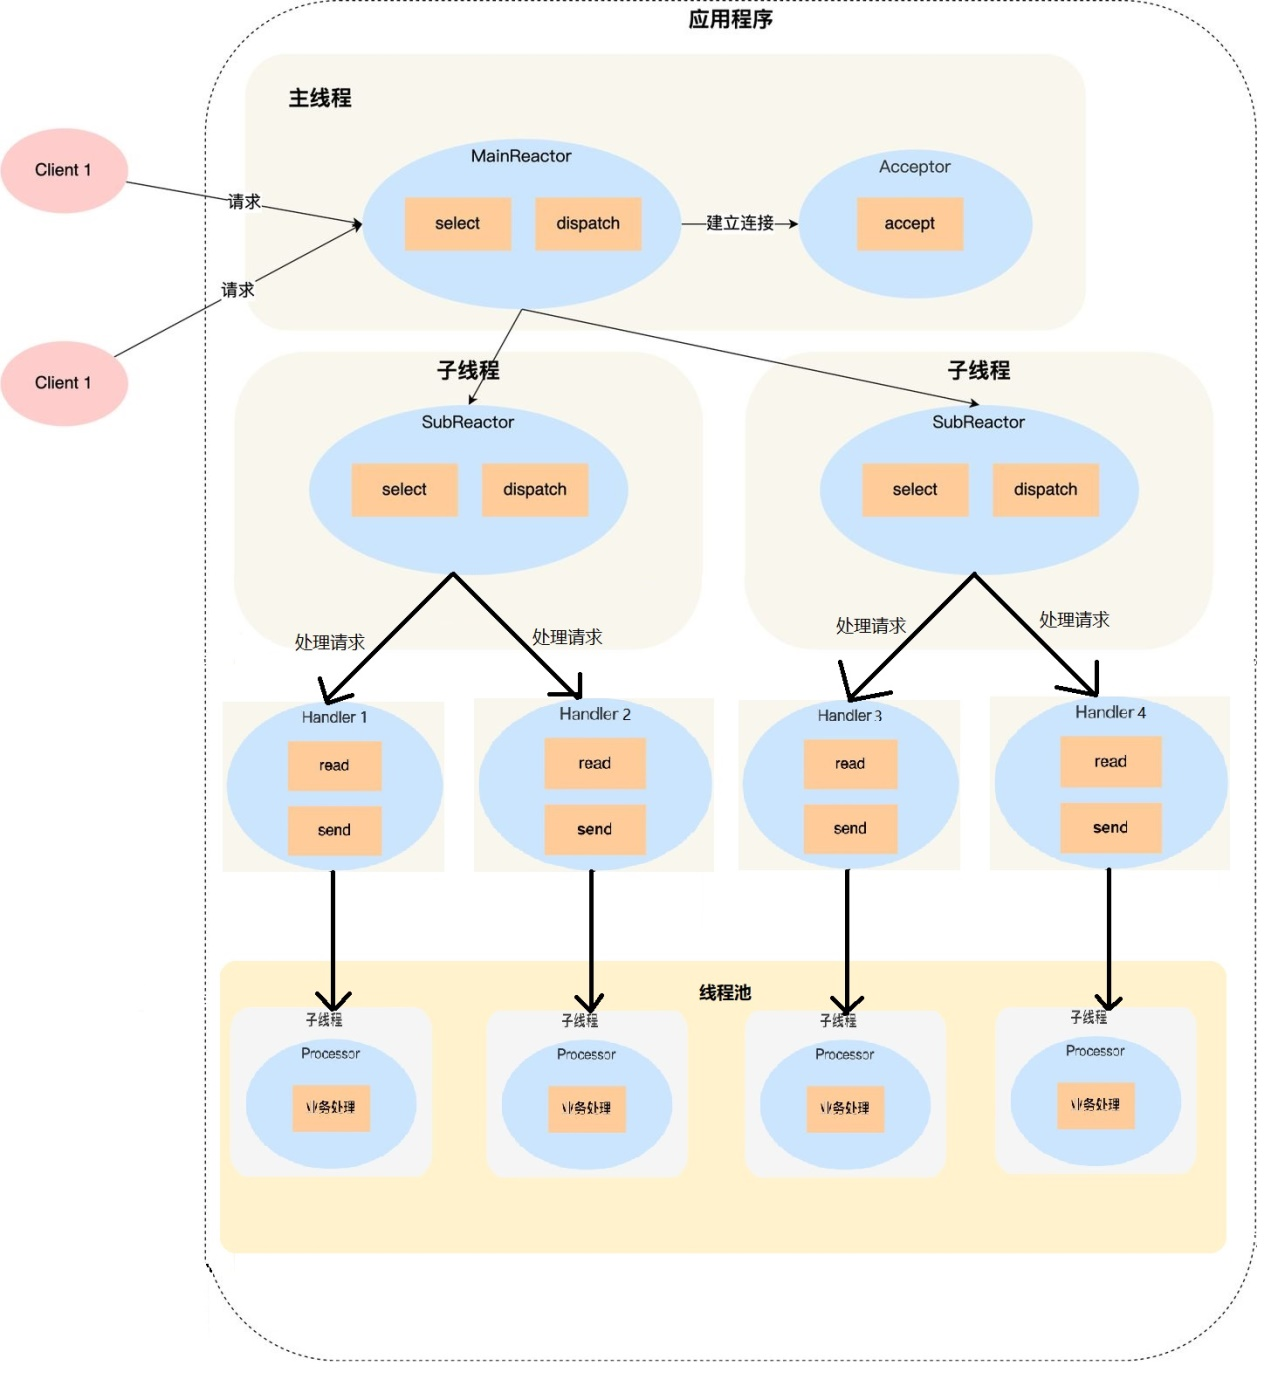 应用程序
主线程
Client 1
请求
MainReactor
select
dispatch
建立连接
Acceptor
accept
请求
Client 1
子线程
SubReactor
select
dispatch
子线程
SubReactor
select
dispatch
处理请求
处理请求
处理请求
处理请求
Handler 1
read
send
Handler 2
read
send
Handler 3
read
send
Handler 4
read
send
线程池
子线程
Processor
业务处理
子线程
Processor
业务处理
子线程
Processor
业务处理
子线程
Processor
业务处理